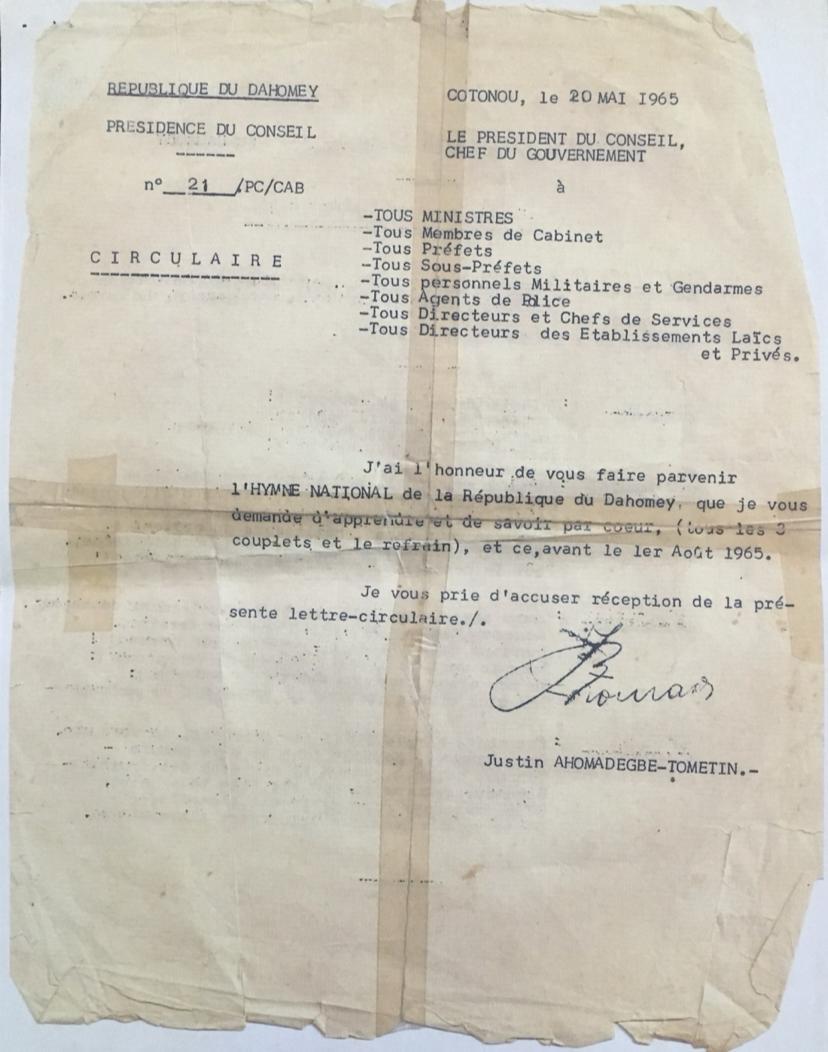 REPUBLIQUE DU DAHOMEY
PRESIDENCE DU CONSEIL
n° 21 /PC/CAB
CIRCULAIRE
COTONOU, le 20 MAI 1965
LE PRESIDENT DU CONSEIL,
CHEF DU GOUVERNEMENT
à
-TOUS MINISTRES
-Tous Membres de Cabinet
-Tous Préfets
-Tous Sous-Préfets
-Tous personnels Militaires et Gendarmes
-Tous Agents de Police
-Tous Directeurs et Chefs de Services
-Tous Directeurs des Etablissements Laïcs
et Privés.
J'ai l'honneur de vous faire parvenir
l'HYMNE NATIONAL de la République du Dahomey, que je vous
demande d'apprendre et de savoir par coeur, (tous les 3
couplets et le refrain), et ce, avant le 1er Août 1965.
Je vous prie d'accuser réception de la pré-
sente lettre-circulaire./.
Justin AHOMADEGBE-TOMETIN.-